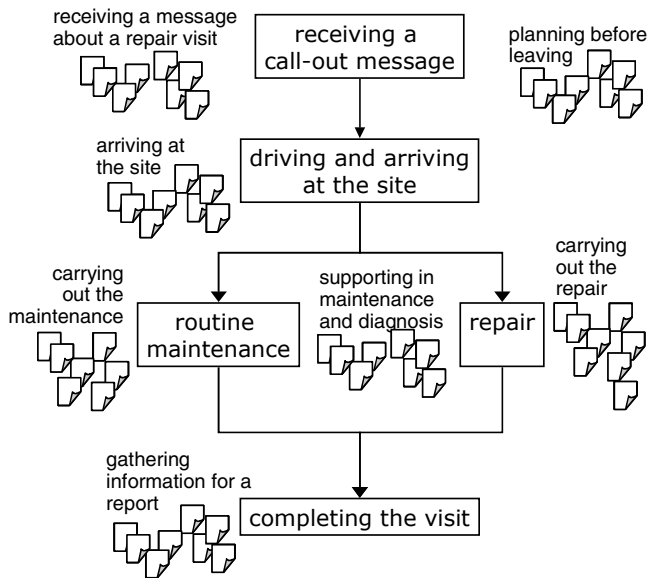 receiving a message
about a repair visit
receiving a
call-out message
planning before
leaving
arriving at
the site
driving and arriving
at the site
carrying
out the
maintenance
routine
maintenance
supporting in
maintenance
and diagnosis
repair
carrying
out the
repair
gathering
information for a
report
completing the visit